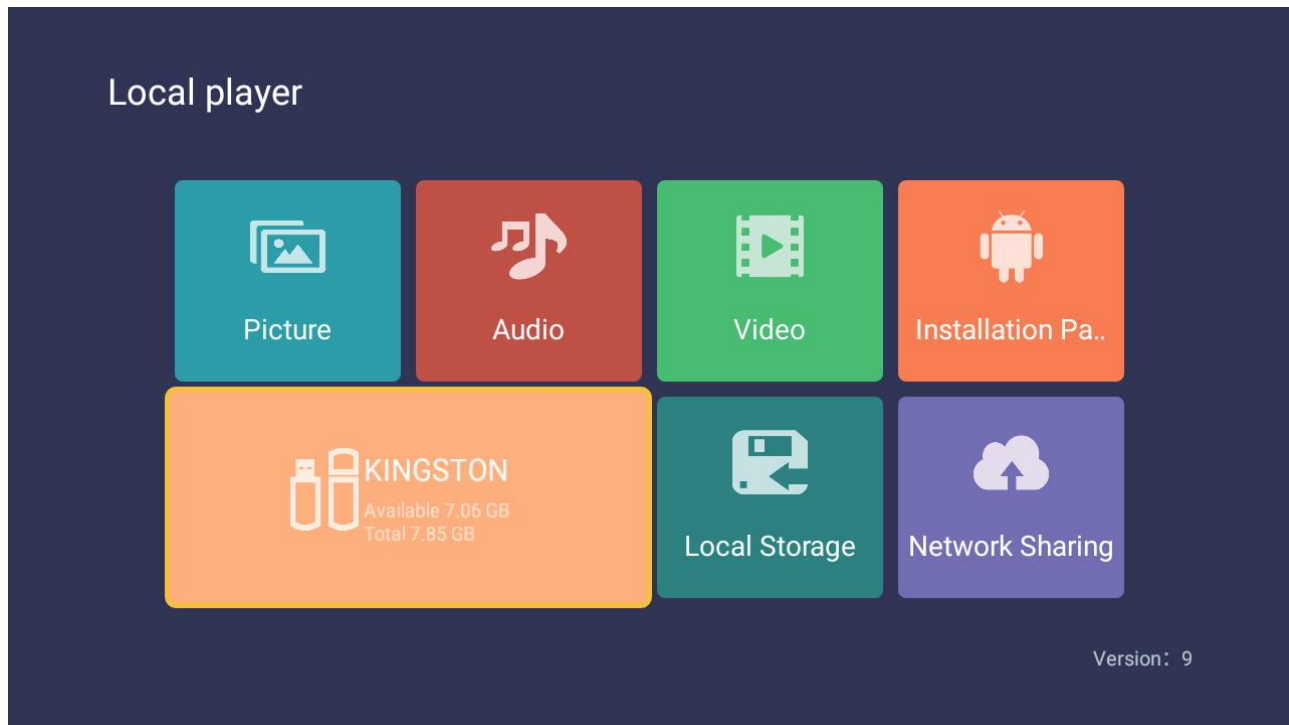 Local player
Picture
Audio
Video
Installation Pa..
KINGSTON
Available 7.06 GB
Total 7.85 GB
Local Storage
Network Sharing
Version：9